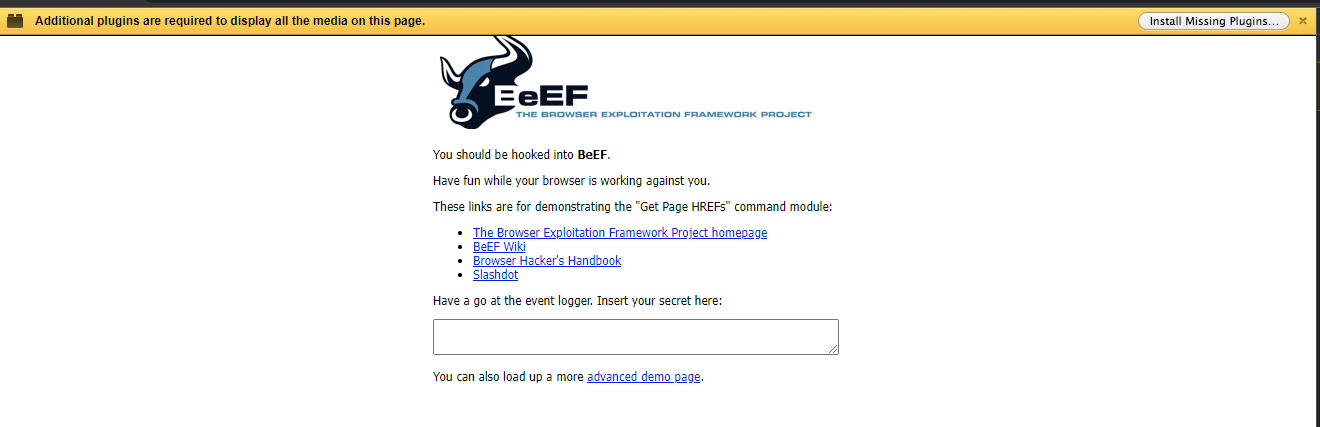 Additional plugins are required to display all the media on this page.
Install Missing Plugins...
BeEF
THE BROWSER EXPLOITATION FRAMEWORK PROJECT
You should be hooked into BeEF.
Have fun while your browser is working against you.
These links are for demonstrating the "Get Page HREFs" command module:
The Browser Exploitation Framework Project homepage
BeEF Wiki
Browser Hacker's Handbook
Slashdot
Have a go at the event logger. Insert your secret here:
You can also load up a more advanced demo page.